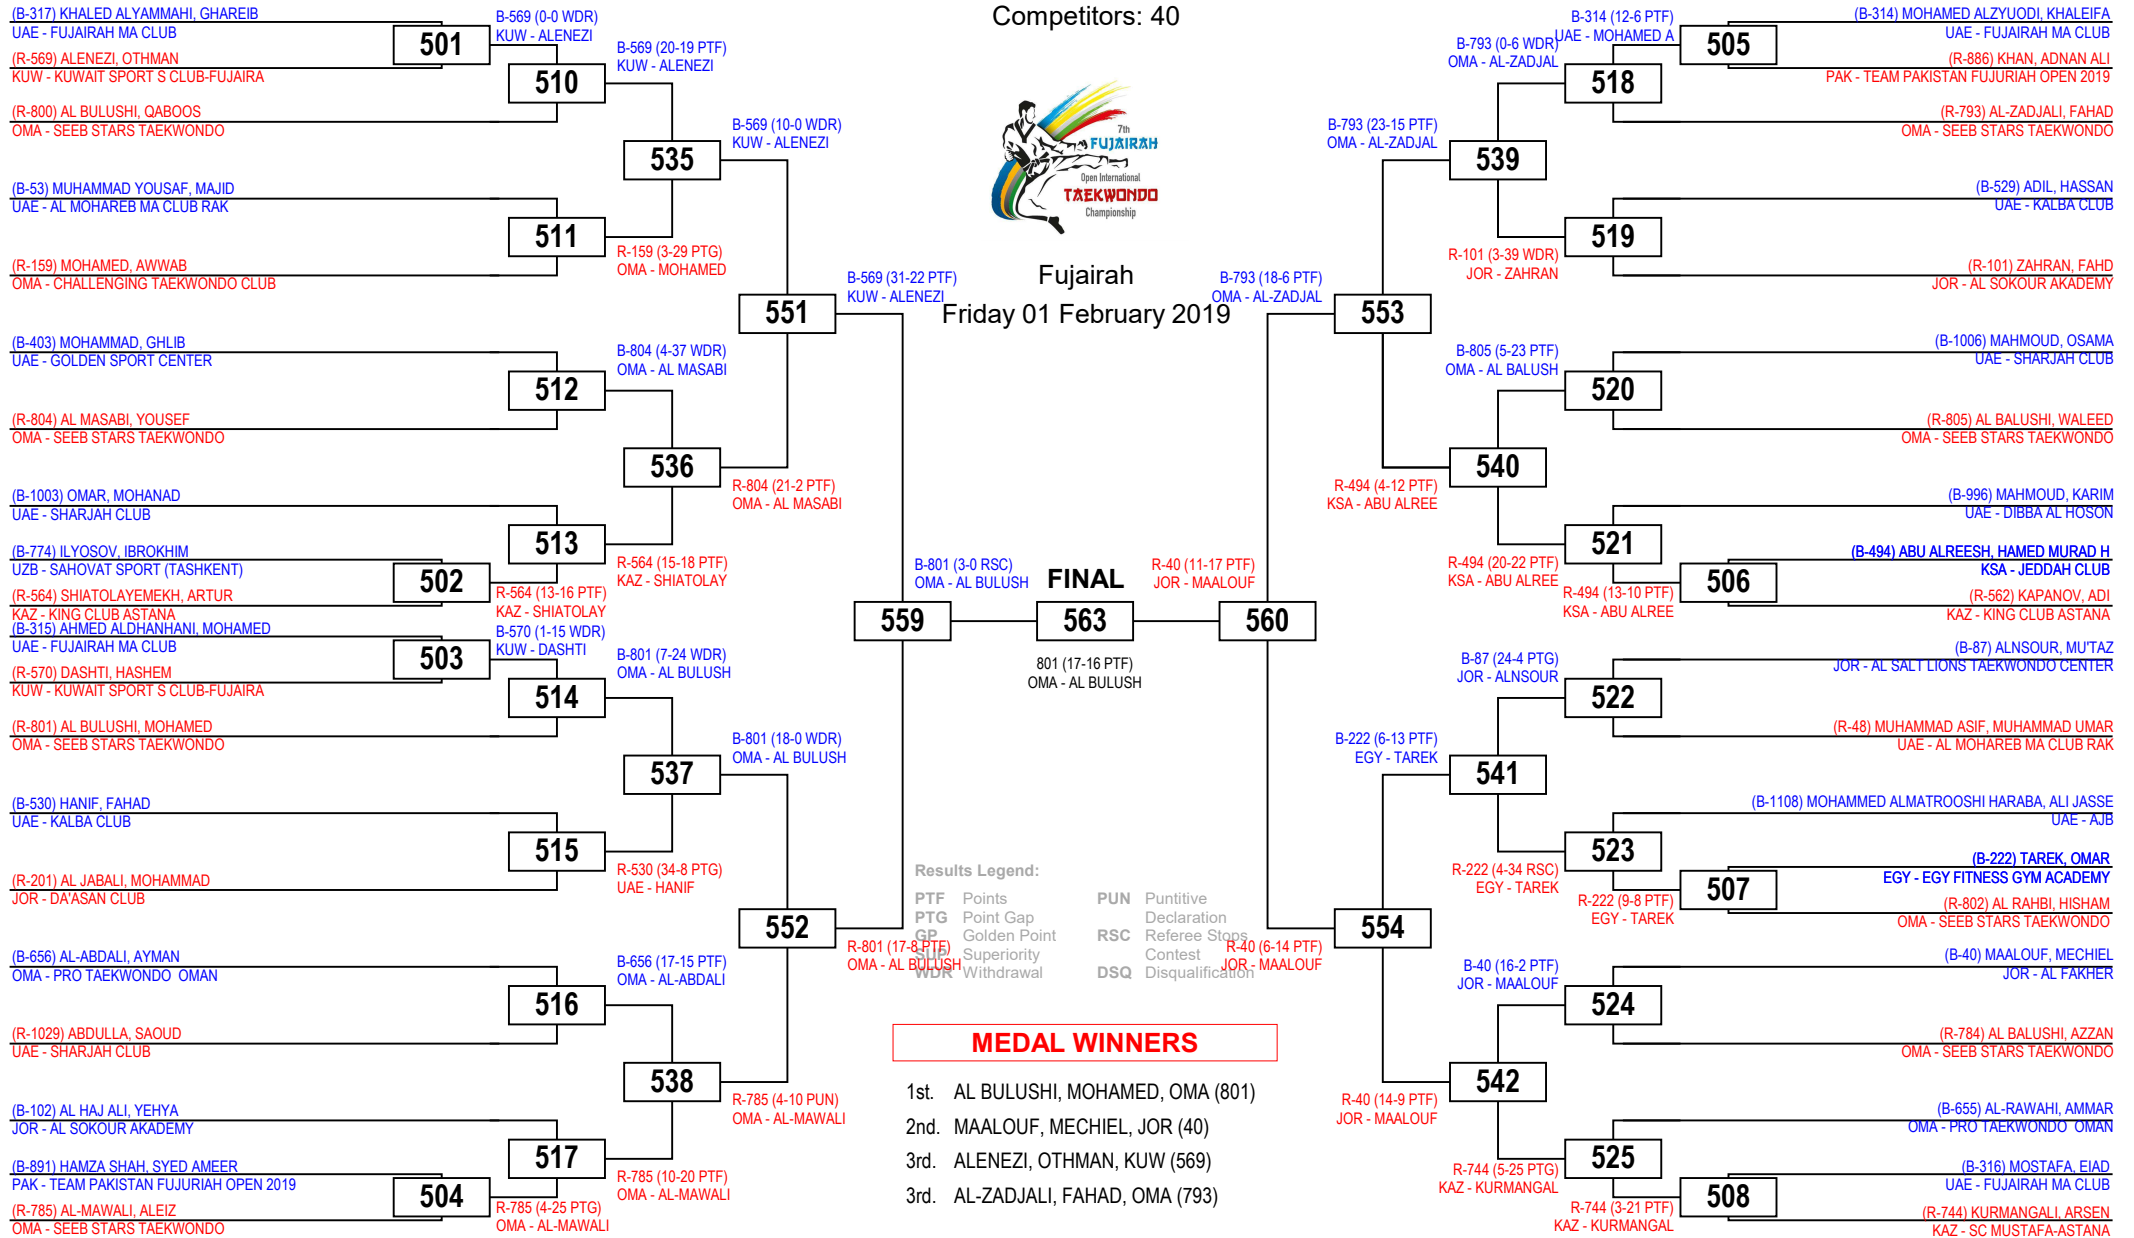 Competitors: 40
7th
FUJAIRAH
Open International
TAEKWONDO
Championship
Fujairah
Friday 01 February 2019
(B-317) KHALED ALYAMMAHI, GHAREIB
UAE - FUJAIRAH MA CLUB
(R-569) ALENEZI, OTHMAN
KUW - KUWAIT SPORT S CLUB-FUJAIRA
(R-800) AL BULUSHI, QABOOS
OMA - SEEB STARS TAEKWONDO
(B-53) MUHAMMAD YOUSAF, MAJID
UAE - AL MOHAREB MA CLUB RAK
(R-159) MOHAMED, AWWAB
OMA - CHALLENGING TAEKWONDO CLUB
(B-403) MOHAMMAD, GHLIB
UAE - GOLDEN SPORT CENTER
(R-804) AL MASABI, YOUSEF
OMA - SEEB STARS TAEKWONDO
(B-1003) OMAR, MOHANAD
UAE - SHARJAH CLUB
(B-774) ILYOSOV, IBROKHIM
UZB - SAHOVAT SPORT (TASHKENT)
(R-564) SHIATOLAYEMEKH, ARTUR
KAZ - KING CLUB ASTANA
(B-315) AHMED ALDHANHANI, MOHAMED
UAE - FUJAIRAH MA CLUB
(R-570) DASHTI, HASHEM
KUW - KUWAIT SPORT S CLUB-FUJAIRA
(R-801) AL BULUSHI, MOHAMED
OMA - SEEB STARS TAEKWONDO
(B-530) HANIF, FAHAD
UAE - KALBA CLUB
(R-201) AL JABALI, MOHAMMAD
JOR - DA'ASAN CLUB
(B-656) AL-ABDALI, AYMAN
OMA - PRO TAEKWONDO  OMAN
(R-1029) ABDULLA, SAOUD
UAE - SHARJAH CLUB
(B-102) AL HAJ ALI, YEHYA
JOR - AL SOKOUR AKADEMY
(B-891) HAMZA SHAH, SYED AMEER
PAK - TEAM PAKISTAN FUJURIAH OPEN 2019
(R-785) AL-MAWALI, ALEIZ
OMA - SEEB STARS TAEKWONDO
501
502
503
504
B-569 (0-0 WDR)
KUW - ALENEZI
R-564 (13-16 PTF)
KAZ - SHIATOLAY
B-570 (1-15 WDR)
KUW - DASHTI
R-785 (4-25 PTG)
OMA - AL-MAWALI
510
511
512
513
514
515
516
517
B-569 (20-19 PTF)
KUW - ALENEZI
R-159 (3-29 PTG)
OMA - MOHAMED
B-804 (4-37 WDR)
OMA - AL MASABI
R-564 (15-18 PTF)
KAZ - SHIATOLAY
B-801 (7-24 WDR)
OMA - AL BULUSH
R-530 (34-8 PTG)
UAE - HANIF
B-656 (17-15 PTF)
OMA - AL-ABDALI
R-785 (10-20 PTF)
OMA - AL-MAWALI
535
536
537
538
B-569 (10-0 WDR)
KUW - ALENEZI
R-804 (21-2 PTF)
OMA - AL MASABI
B-801 (18-0 WDR)
OMA - AL BULUSH
R-785 (4-10 PUN)
OMA - AL-MAWALI
551
552
B-569 (31-22 PTF)
KUW - ALENEZI
R-801 (17-8 PTF)
OMA - AL BULUSH
559
B-801 (3-0 RSC)
OMA - AL BULUSH
FINAL
563
801 (17-16 PTF)
OMA - AL BULUSH
R-40 (11-17 PTF)
JOR - MAALOUF
560
B-793 (18-6 PTF)
OMA - AL-ZADJAL
R-40 (6-14 PTF)
JOR - MAALOUF
553
554
B-793 (23-15 PTF)
OMA - AL-ZADJAL
R-494 (4-12 PTF)
KSA - ABU ALREE
B-222 (6-13 PTF)
EGY - TAREK
R-40 (14-9 PTF)
JOR - MAALOUF
539
540
541
542
B-793 (0-6 WDR)
OMA - AL-ZADJAL
R-101 (3-39 WDR)
JOR - ZAHRAN
B-805 (5-23 PTF)
OMA - AL BALUSH
R-494 (20-22 PTF)
KSA - ABU ALREE
B-87 (24-4 PTG)
JOR - ALNSOUR
R-222 (4-34 RSC)
EGY - TAREK
B-40 (16-2 PTF)
JOR - MAALOUF
R-744 (5-25 PTG)
KAZ - KURMANGAL
518
519
520
521
522
523
524
525
B-314 (12-6 PTF)
UAE - MOHAMED A
R-494 (13-10 PTF)
KSA - ABU ALREE
R-222 (9-8 PTF)
EGY - TAREK
R-744 (3-21 PTF)
KAZ - KURMANGAL
505
506
507
508
(B-314) MOHAMED ALZYUODI, KHALEIFA
UAE - FUJAIRAH MA CLUB
(R-886) KHAN, ADNAN ALI
PAK - TEAM PAKISTAN FUJURIAH OPEN 2019
(R-793) AL-ZADJALI, FAHAD
OMA - SEEB STARS TAEKWONDO
(B-529) ADIL, HASSAN
UAE - KALBA CLUB
(R-101) ZAHRAN, FAHD
JOR - AL SOKOUR AKADEMY
(B-1006) MAHMOUD, OSAMA
UAE - SHARJAH CLUB
(R-805) AL BALUSHI, WALEED
OMA - SEEB STARS TAEKWONDO
(B-996) MAHMOUD, KARIM
UAE - DIBBA AL HOSON
(B-494) ABU ALREESH, HAMED MURAD H
KSA - JEDDAH CLUB
(R-562) KAPANOV, ADI
KAZ - KING CLUB ASTANA
(B-87) ALNSOUR, MU'TAZ
JOR - AL SALT LIONS TAEKWONDO CENTER
(R-48) MUHAMMAD ASIF, MUHAMMAD UMAR
UAE - AL MOHAREB MA CLUB RAK
(B-1108) MOHAMMED ALMATROOSHI HARABA, ALI JASSE
UAE - AJB
(B-222) TAREK, OMAR
EGY - EGY FITNESS GYM ACADEMY
(R-802) AL RAHBI, HISHAM
OMA - SEEB STARS TAEKWONDO
(B-40) MAALOUF, MECHIEL
JOR - AL FAKHER
(R-784) AL BALUSHI, AZZAN
OMA - SEEB STARS TAEKWONDO
(B-655) AL-RAWAHI, AMMAR
OMA - PRO TAEKWONDO  OMAN
(B-316) MOSTAFA, EIAD
UAE - FUJAIRAH MA CLUB
(R-744) KURMANGALI, ARSEN
KAZ - SC MUSTAFA-ASTANA
Results Legend:
PTF Points
PTG Point Gap
GP Golden Point
SUP Superiority
WDR Withdrawal
PUN Puntitive
Declaration
RSC Referee Stops
Contest
DSQ Disqualification
MEDAL WINNERS
1st. AL BULUSHI, MOHAMED, OMA (801)
2nd. MAALOUF, MECHIEL, JOR (40)
3rd. ALENEZI, OTHMAN, KUW (569)
3rd. AL-ZADJALI, FAHAD, OMA (793)